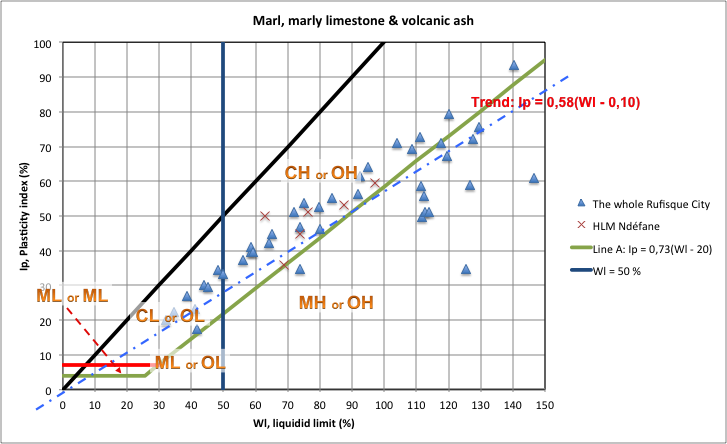 Marl, marly limestone & volcanic ash
Ip, Plasticity index (%)
100
90
80
70
60
50
40
30
20
10
0
Trend: Ip = 0,58(Wl - 0,10)
CH or OH
MH or OH
ML or ML
CL or OL
ML or OL
The whole Rufisque City
HLM Ndéfane
Line A: Ip = 0,73(Wl - 20)
Wl = 50 %
0 10 20 30 40 50 60 70 80 90 100 110 120 130 140 150
Wl, liquidid limit (%)